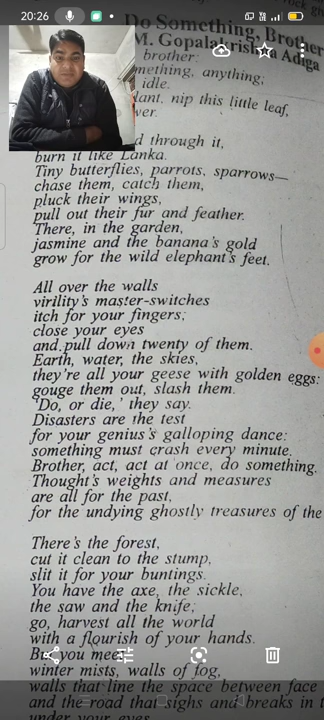 20:26
Do Something, Brother
M. Gopalakrishna Adiga
brother:
mething, anything;
idle.
ant, nip this little leaf,
wer.
d through it,
burn it like Lanka.
Tiny butterflies, parrots, sparrows—
chase them, catch them,
pluck their wings,
pull out their fur and feather.
There, in the garden,
jasmine and the banana's gold
grow for the wild elephant's feet.
All over the walls
virility's master-switches
itch for your fingers;
close your eyes
and pull down twenty of them.
Earth, water, the skies,
they're all your geese with golden eggs:
gouge them out, slash them.
'Do, or die,' they say.
Disasters are the test
for your genius's galloping dance:
something must crash every minute.
Brother, act, act at once, do something.
Thought's weights and measures
are all for the past,
for the undying ghostly treasures of the
There's the forest,
cut it clean to the stump,
slit it for your buntings.
You have the axe, the sickle,
the saw and the knife;
go, harvest all the world
with a flourish of your hands.
But you meet
winter mists, walls of fog,
walls that line the space between face
and the road that sighs and breaks in t
under your eyes